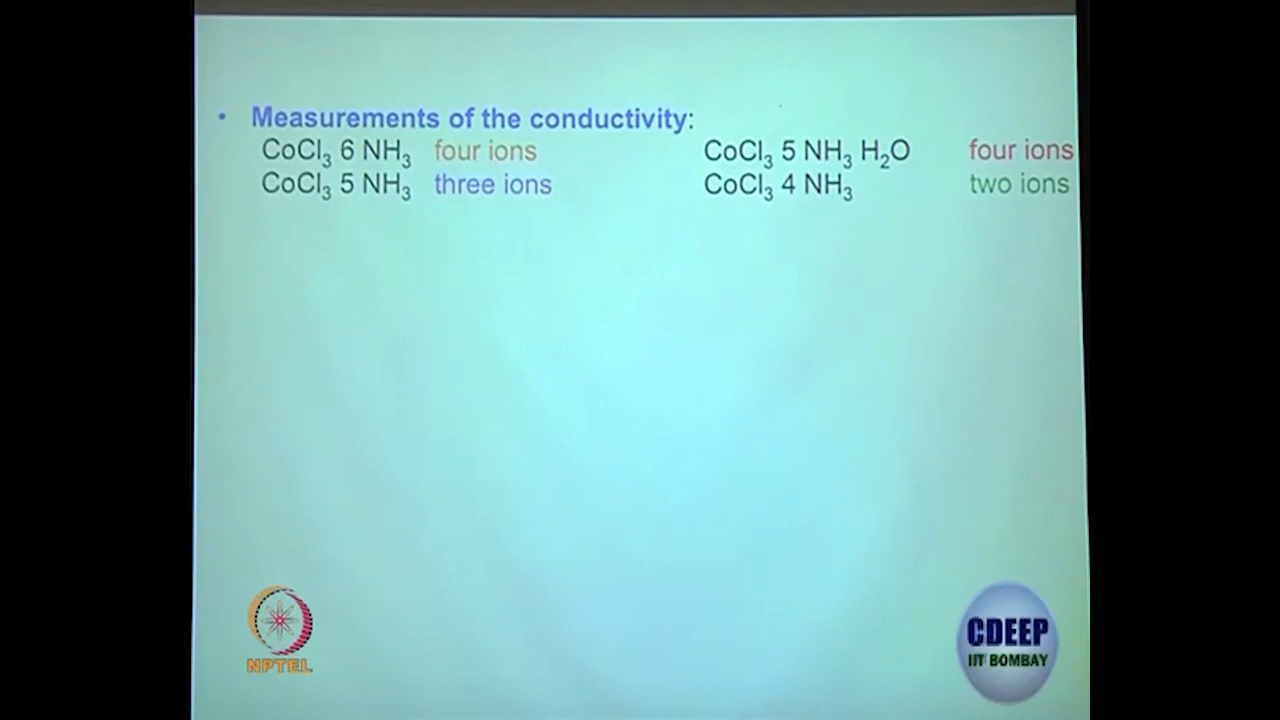 • Measurements of the conductivity:
CoCl₃ 6 NH₃ four ions CoCl₃ 5 NH₃ H₂O four ions
CoCl₃ 5 NH₃ three ions CoCl₃ 4 NH₃ two ions
NPTEL
CDEEP
IIT BOMBAY